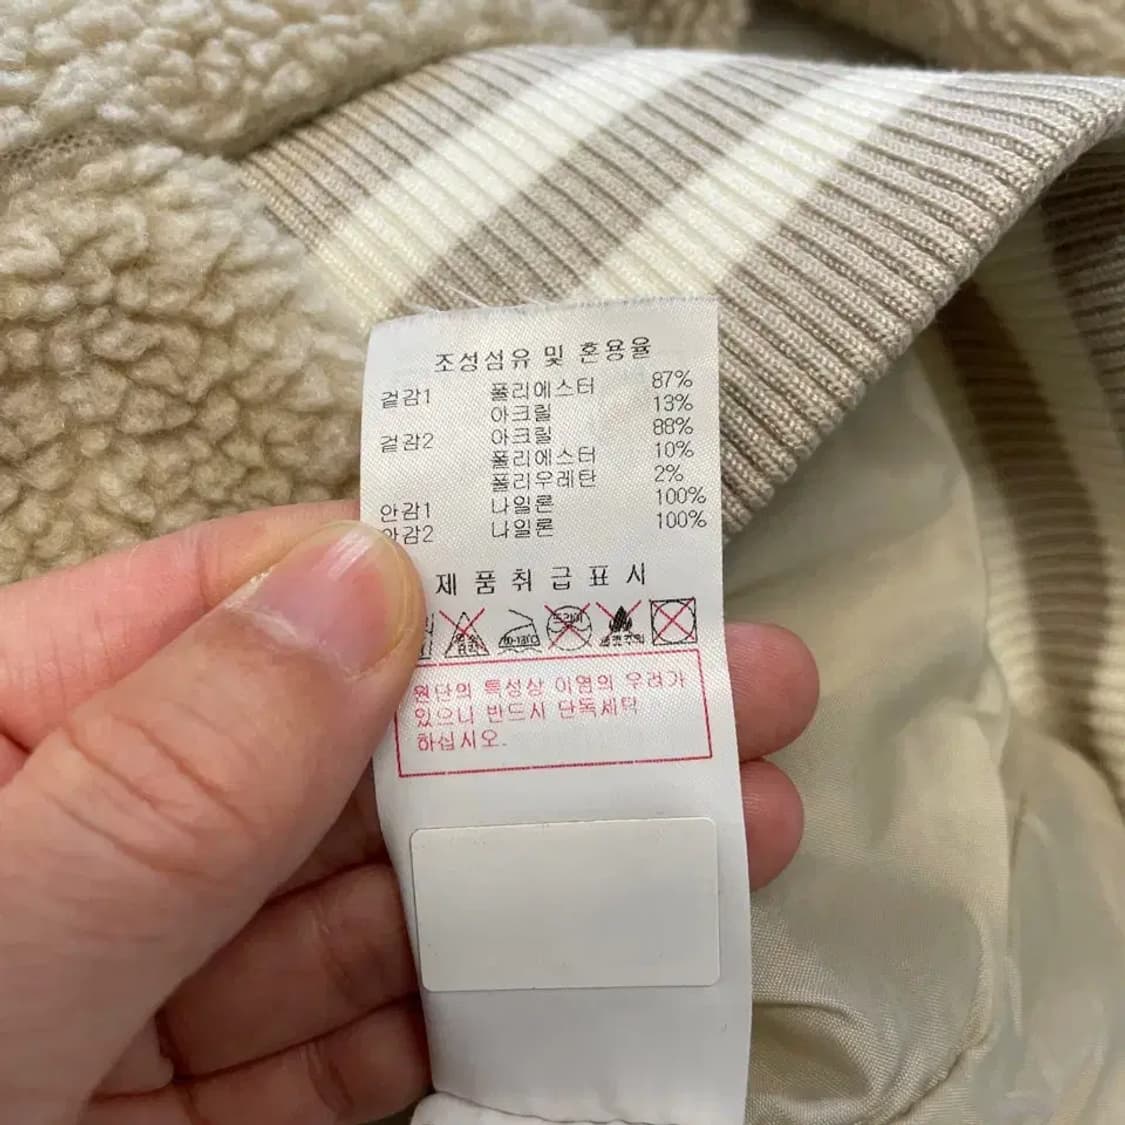 조성섬유 및 혼용율
겉감1 폴리에스터 87%
아크릴 13%
겉감2 아크릴 88%
폴리에스터 10%
폴리우레탄 2%
안감1 나일론 100%
안감2 나일론 100%
제품취급표시
드라이
원단의 특성상 이염의 우려가
있으니 반드시 단독세탁
하십시오.